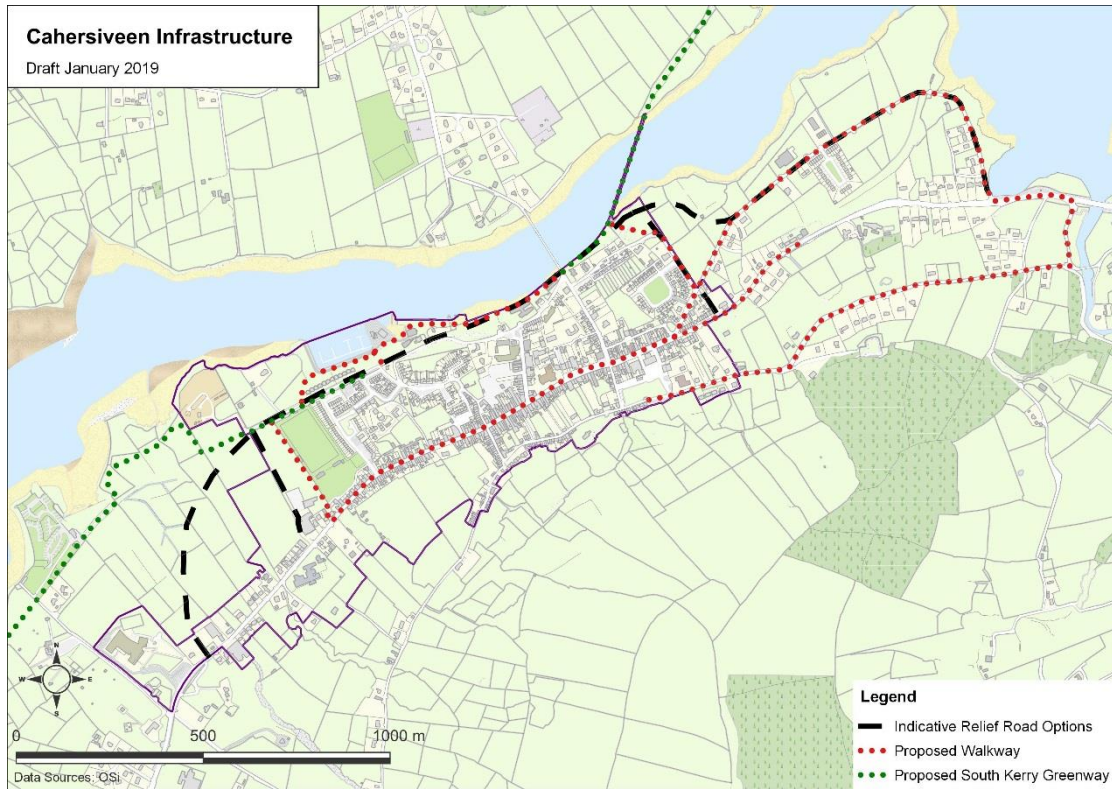 Cahersiveen Infrastructure
Draft January 2019
N
W E
S
0 500 1000 m
Data Sources: OSi
Legend
Indicative Relief Road Options
Proposed Walkway
Proposed South Kerry Greenway